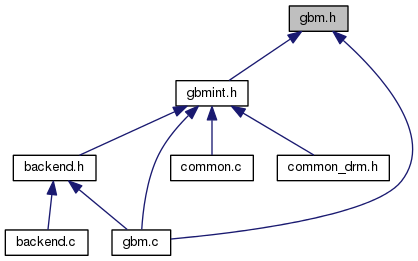 gbm.h
gbmint.h
backend.h
common.c
common_drm.h
backend.c
gbm.c